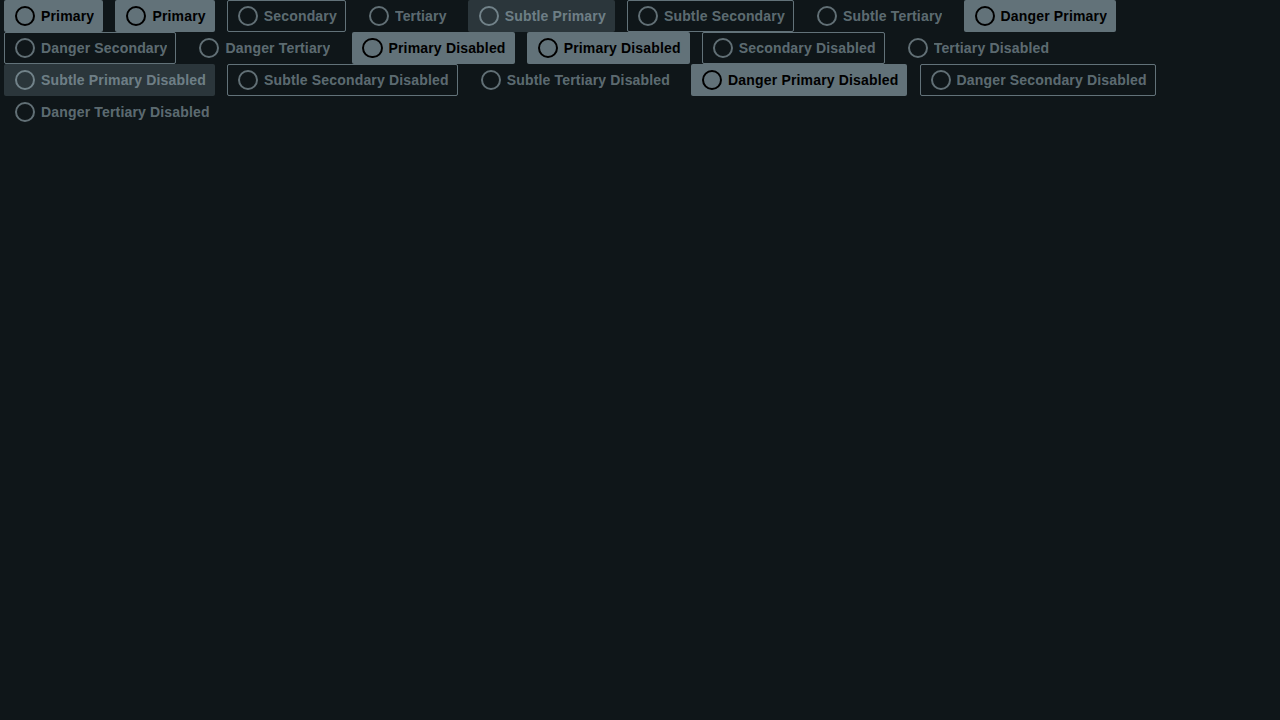 Primary Primary Secondary Tertiary Subtle Primary Subtle Secondary Subtle Tertiary Danger Primary
Danger Secondary Danger Tertiary Primary Disabled Primary Disabled Secondary Disabled Tertiary Disabled
Subtle Primary Disabled Subtle Secondary Disabled Subtle Tertiary Disabled Danger Primary Disabled Danger Secondary Disabled
Danger Tertiary Disabled